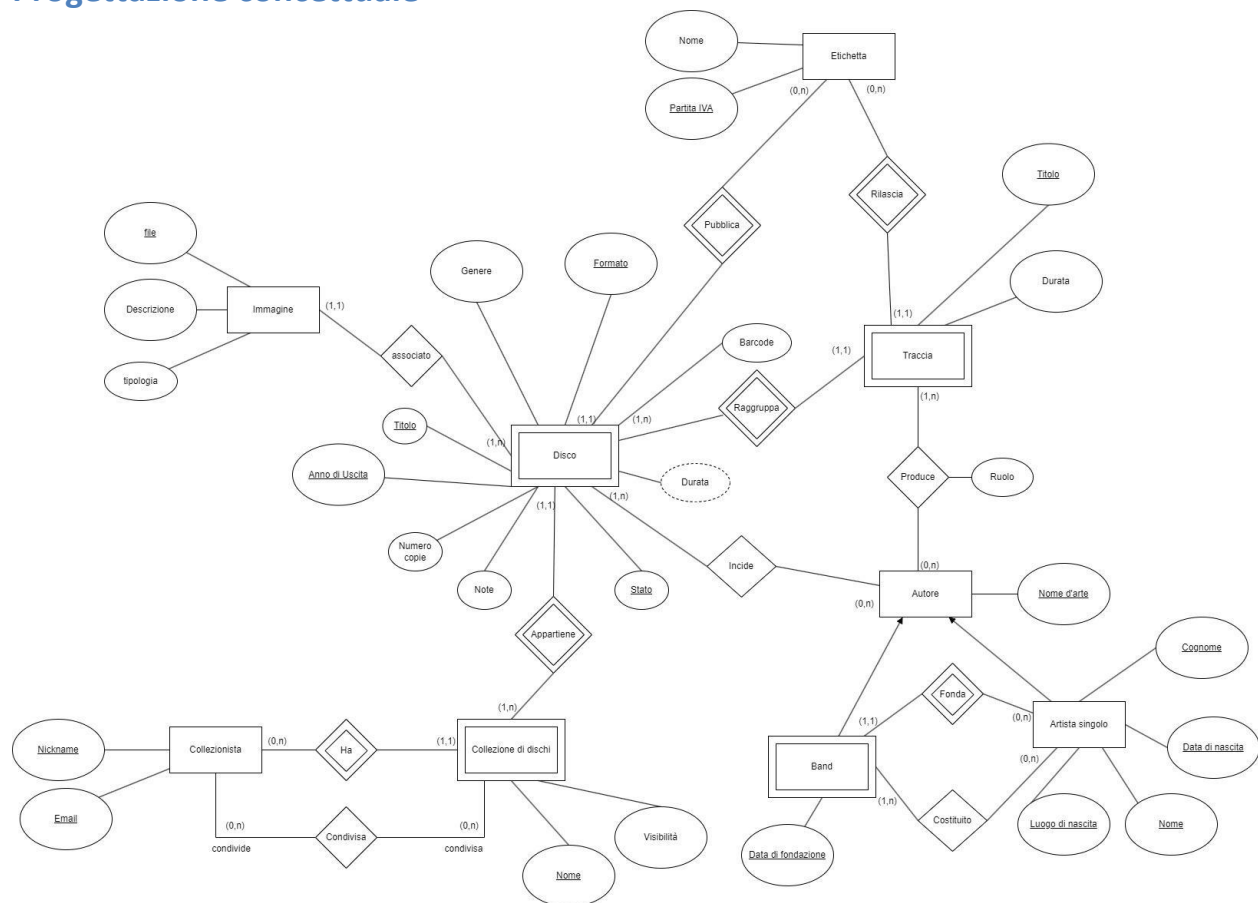 Progettazione concettuale
Nome
Etichetta
(0,n)
(0,n)
Partita IVA
Titolo
Rilascia
Pubblica
file
Genere
Formato
Durata
Descrizione
Immagine
(1,1)
(1,1)
Barcode
Traccia
associato
(1,1)
tipologia
Raggruppa
(1,n)
(1,1)
(1,n)
Titolo
(1,n)
Disco
Anno di Uscita
Durata
Produce
Ruolo
(1,1)
(1,n)
Numero
copie
Incide
(0,n)
Note
Stato
Autore
Nome d'arte
(0,n)
Appartiene
Cognome
Fonda
(1,n)
(1,1)
(0,n)
Artista singolo
Nickname
Collezionista
(0,n)
Ha
(1,1)
Collezione di dischi
Data di nascita
(0,n)
Band
(1,n)
Email
Costituito
Luogo di nascita
Nome
(0,n)
Condivisa
(0,n)
Visibilità
condivide
condivisa
Data di fondazione
Nome